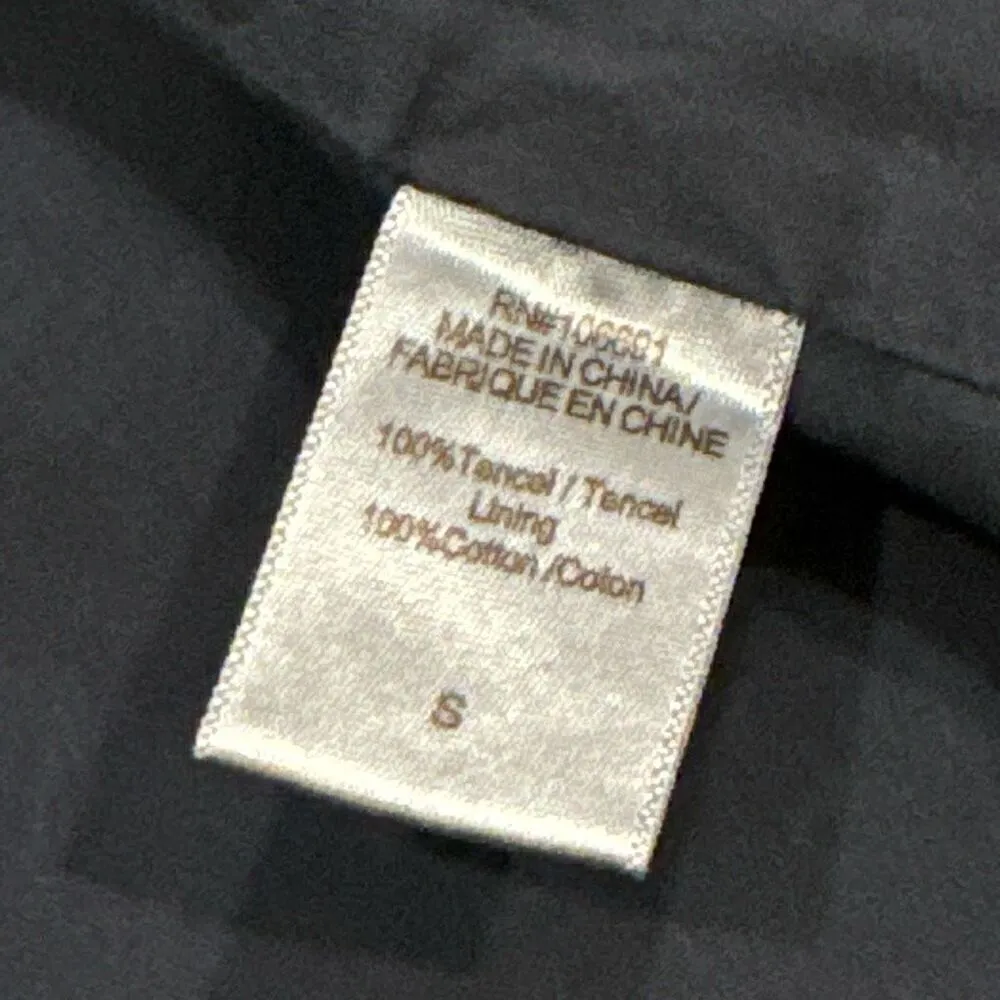 MADE IN CHINA/
FABRIQUE EN CHINE
100%Tencel / Tencel
Lining
100%Cotton /Coton
S